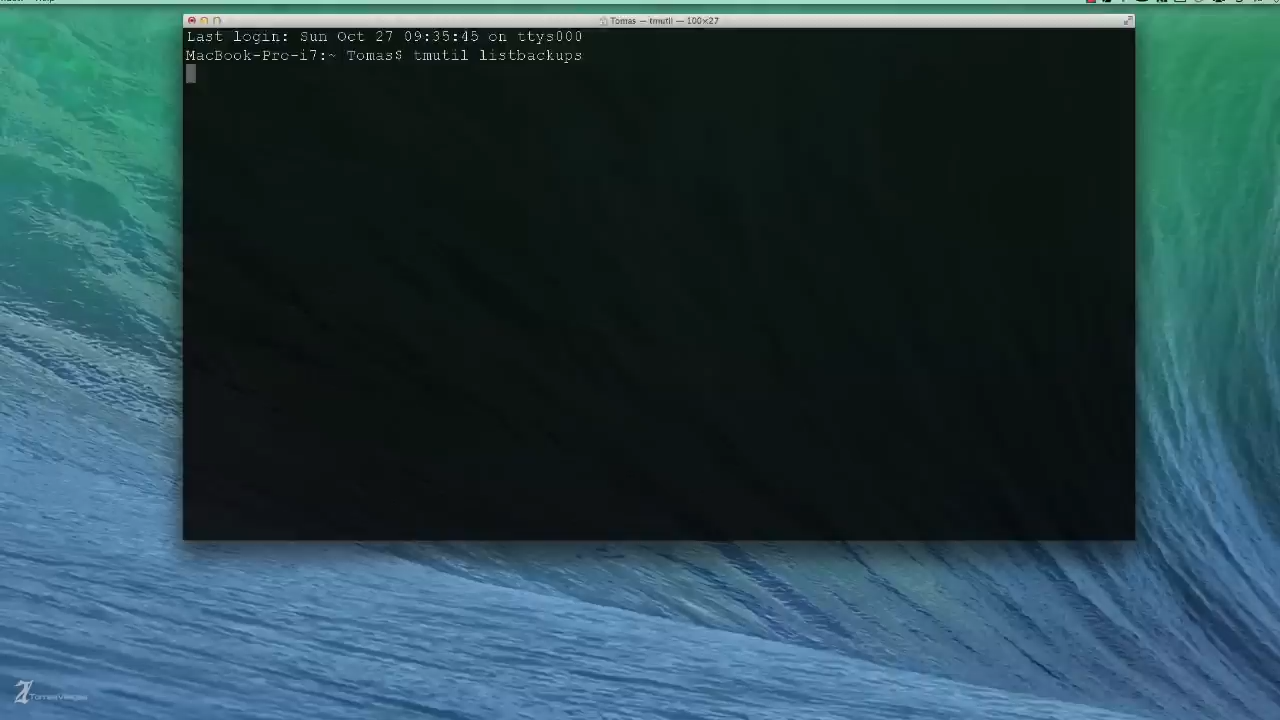 Tomas — tmutil — 100×27
Last login: Sun Oct 27 09:35:45 on ttys000
MacBook-Pro-i7:~ Tomas$ tmutil listbackups